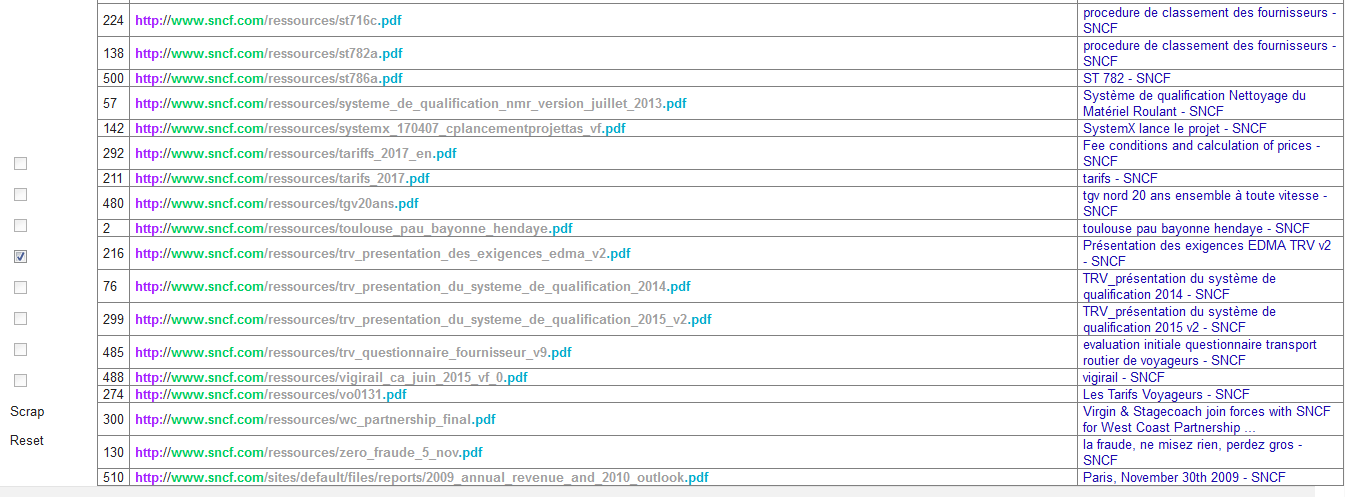 224 http://www.sncf.com/ressources/st716c.pdf procedure de classement des fournisseurs -
SNCF
138 http://www.sncf.com/ressources/st782a.pdf procedure de classement des fournisseurs -
SNCF
500 http://www.sncf.com/ressources/st786a.pdf ST 782 - SNCF
57 http://www.sncf.com/ressources/systeme_de_qualification_nmr_version_juillet_2013.pdf Système de qualification Nettoyage du
Matériel Roulant - SNCF
142 http://www.sncf.com/ressources/systemx_170407_cplancementprojettas_vf.pdf SystemX lance le projet - SNCF
292 http://www.sncf.com/ressources/tariffs_2017_en.pdf Fee conditions and calculation of prices -
SNCF
211 http://www.sncf.com/ressources/tarifs_2017.pdf tarifs - SNCF
480 http://www.sncf.com/ressources/tgv20ans.pdf tgv nord 20 ans ensemble à toute vitesse -
SNCF
2 http://www.sncf.com/ressources/toulouse_pau_bayonne_hendaye.pdf toulouse pau bayonne hendaye - SNCF
216 http://www.sncf.com/ressources/trv_presentation_des_exigences_edma_v2.pdf Présentation des exigences EDMA TRV v2
- SNCF
76 http://www.sncf.com/ressources/trv_presentation_du_systeme_de_qualification_2014.pdf TRV_présentation du système de
qualification 2014 - SNCF
299 http://www.sncf.com/ressources/trv_presentation_du_systeme_de_qualification_2015_v2.pdf TRV_présentation du système de
qualification 2015 v2 - SNCF
485 http://www.sncf.com/ressources/trv_questionnaire_fournisseur_v9.pdf evaluation initiale questionnaire transport
routier de voyageurs - SNCF
488 http://www.sncf.com/ressources/vigirail_ca_juin_2015_vf_0.pdf vigirail - SNCF
274 http://www.sncf.com/ressources/vo0131.pdf Les Tarifs Voyageurs - SNCF
Scrap
300 http://www.sncf.com/ressources/wc_partnership_final.pdf Virgin & Stagecoach join forces with SNCF
for West Coast Partnership ...
Reset
130 http://www.sncf.com/ressources/zero_fraude_5_nov.pdf la fraude, ne misez rien, perdez gros -
SNCF
510 http://www.sncf.com/sites/default/files/reports/2009_annual_revenue_and_2010_outlook.pdf Paris, November 30th 2009 - SNCF